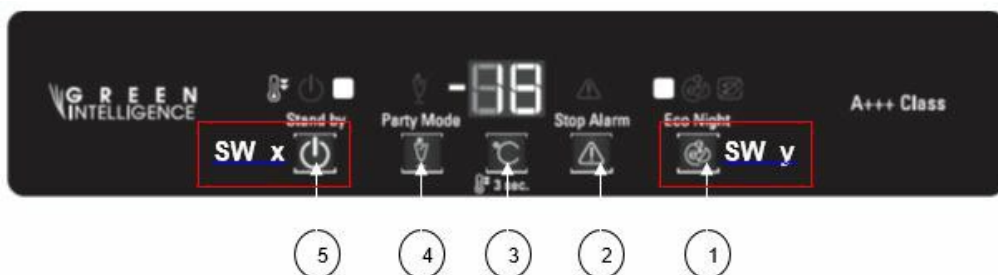 GREEN
INTELLIGENCE
-18
Stand by
Party Mode
Stop Alarm
Eco Night
A+++ Class
SW x
°C
SW y
3 sec.
5
4
3
2
1